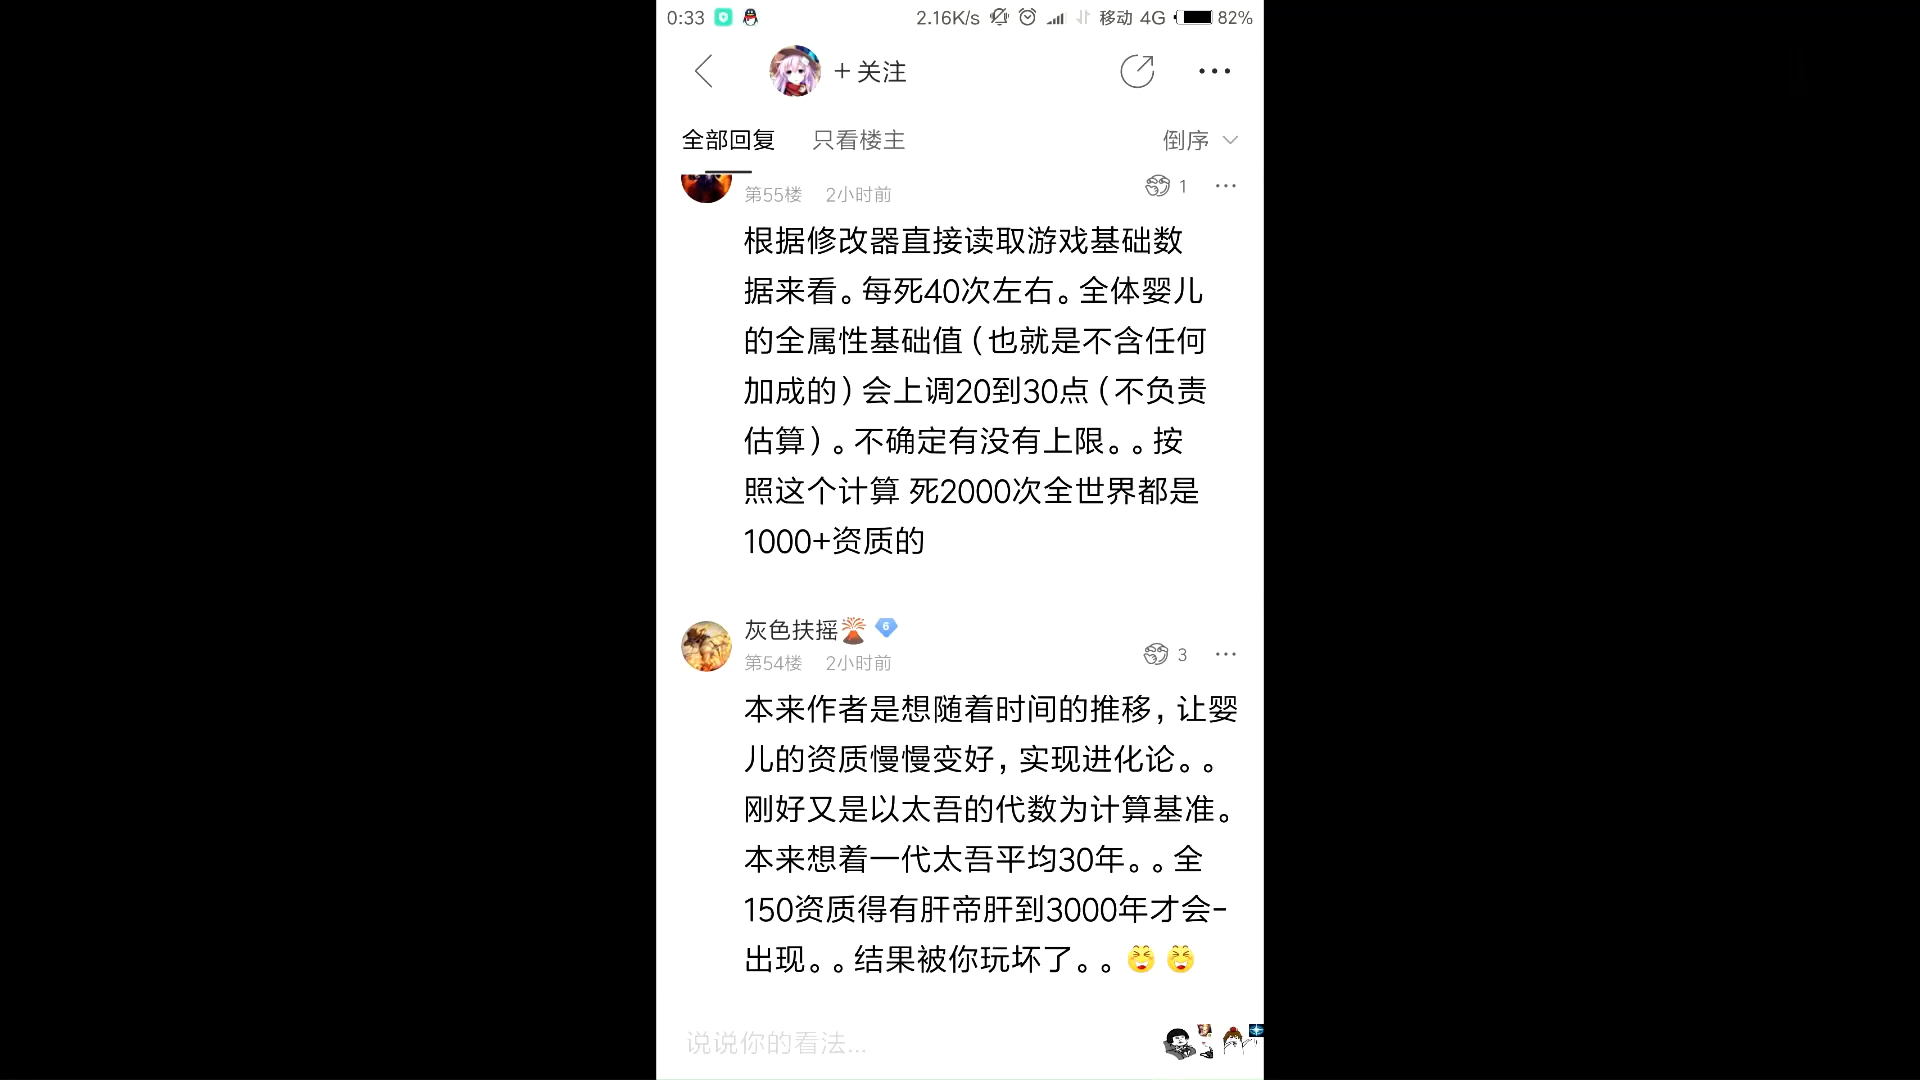 0:33 2.16K/s 移动 4G 82%
+ 关注
全部回复 只看楼主 倒序
第55楼 2小时前 1
根据修改器直接读取游戏基础数
据来看。每死40次左右。全体婴儿
的全属性基础值（也就是不含任何
加成的）会上调20到30点（不负责
估算）。不确定有没有上限。。按
照这个计算 死2000次全世界都是
1000+资质的
灰色扶摇🌋 6
第54楼 2小时前 3
本来作者是想随着时间的推移，让婴
儿的资质慢慢变好，实现进化论。。
刚好又是以太吾的代数为计算基准。
本来想着一代太吾平均30年。。全
150资质得有肝帝肝到3000年才会-
出现。。结果被你玩坏了。。😆😆
说说你的看法...